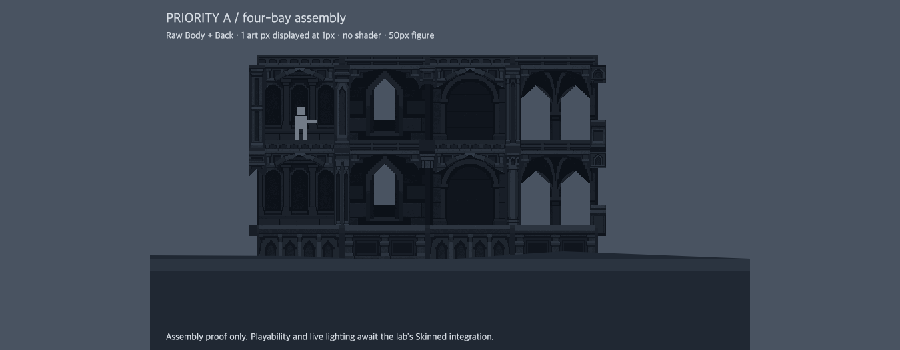 PRIORITY A / four-bay assembly
Raw Body + Back · 1 art px displayed at 1px · no shader · 50px figure
Assembly proof only. Playability and live lighting await the lab's Skinned integration.